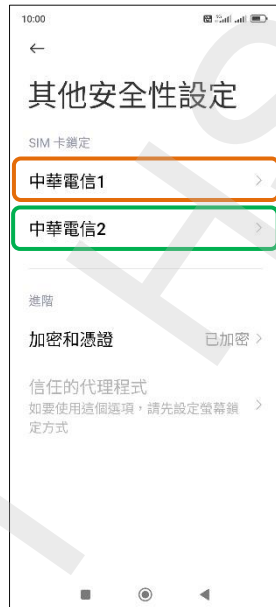 10:00
其他安全性設定
SIM 卡鎖定
中華電信1
中華電信2
進階
加密和憑證
已加密
信任的代理程式
如要使用這個選項，請先設定螢幕鎖
定方式